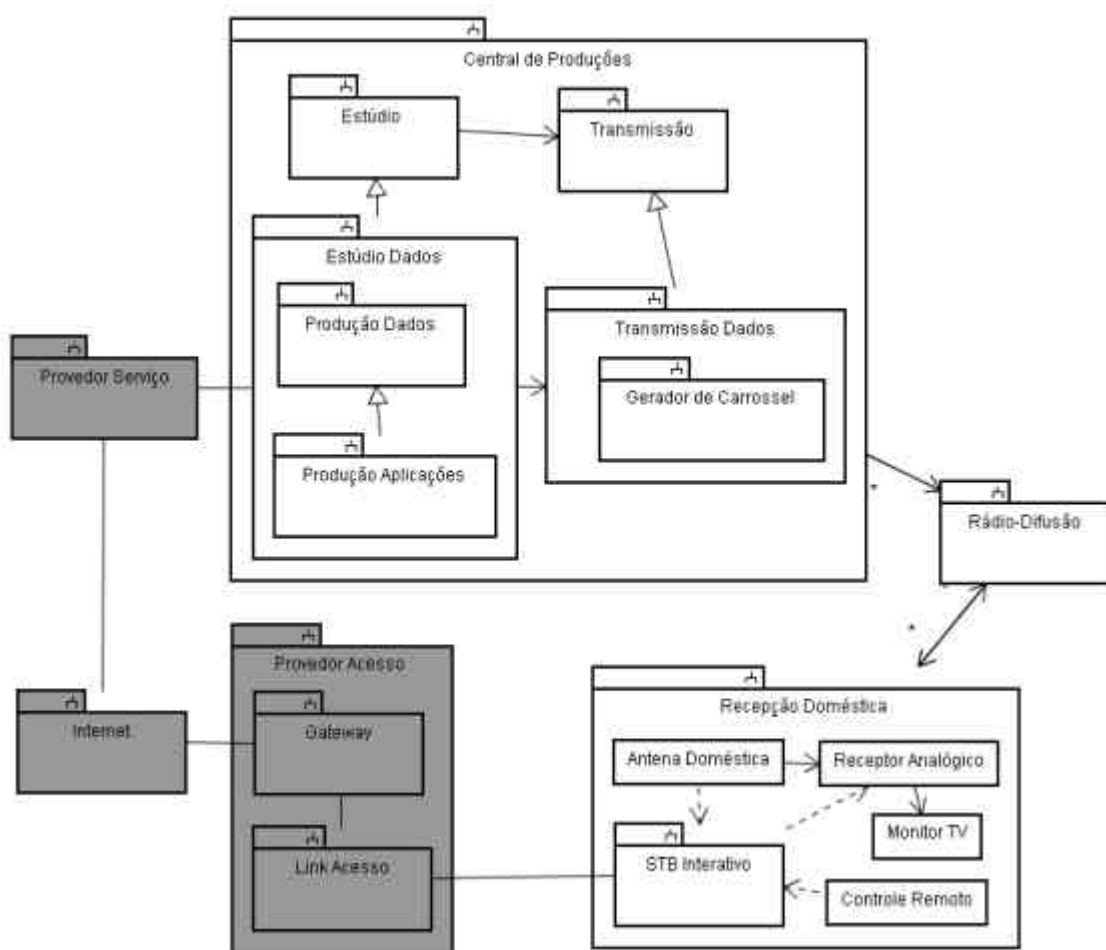 Central de Produções
Estúdio
Transmissão
Estúdio Dados
Produção Dados
Transmissão Dados
Provedor Serviço
Gerador de Carrossel
Produção Aplicações
*
Rádio-Difusão
*
Provedor Acesso
Recepção Doméstica
Internet
Gateway
Antena Doméstica
Receptor Analógico
Monitor TV
Link Acesso
STB Interativo
Controle Remoto